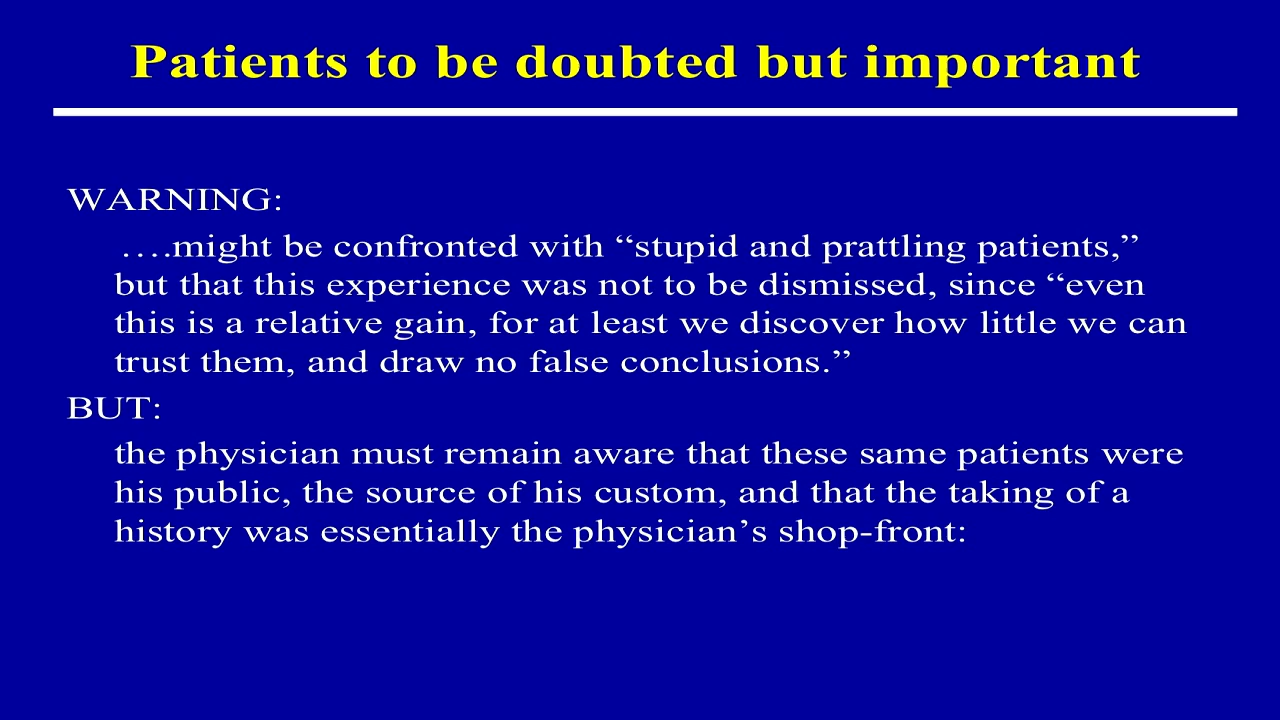 Patients to be doubted but important
WARNING:
….might be confronted with “stupid and prattling patients,”
but that this experience was not to be dismissed, since “even
this is a relative gain, for at least we discover how little we can
trust them, and draw no false conclusions.”
BUT:
the physician must remain aware that these same patients were
his public, the source of his custom, and that the taking of a
history was essentially the physician’s shop-front: